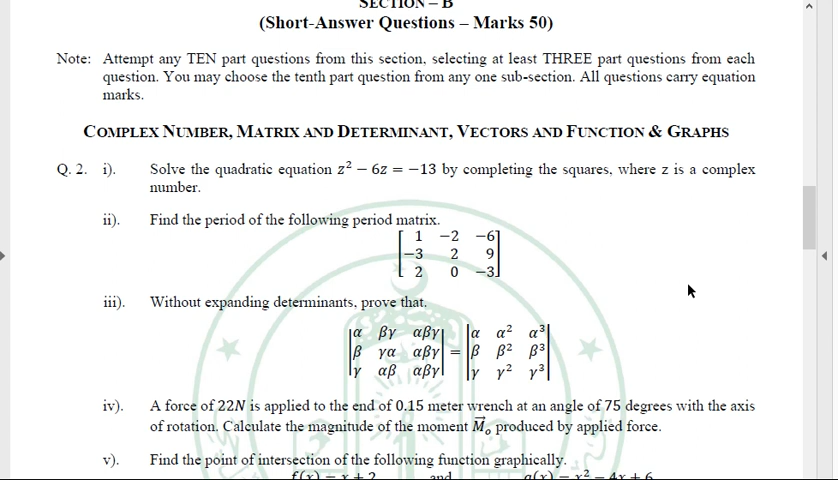 SECTION – B
(Short-Answer Questions – Marks 50)
Note: Attempt any TEN part questions from this section, selecting at least THREE part questions from each
question. You may choose the tenth part question from any one sub-section. All questions carry equation
marks.
COMPLEX NUMBER, MATRIX AND DETERMINANT, VECTORS AND FUNCTION & GRAPHS
Q. 2. i). Solve the quadratic equation z² − 6z = −13 by completing the squares, where z is a complex
number.
ii). Find the period of the following period matrix.
[ 1 −2 −6 ]
[ −3 2 9 ]
[ 2 0 −3 ]
iii). Without expanding determinants, prove that.
|α βγ αβγ| |α α² α³|
|β γα αβγ| = |β β² β³|
|γ αβ αβγ| |γ γ² γ³|
iv). A force of 22N is applied to the end of 0.15 meter wrench at an angle of 75 degrees with the axis
of rotation. Calculate the magnitude of the moment M⃗ₒ produced by applied force.
v). Find the point of intersection of the following function graphically.
f(x) = x + 2 and g(x) = x² − 4x + 6